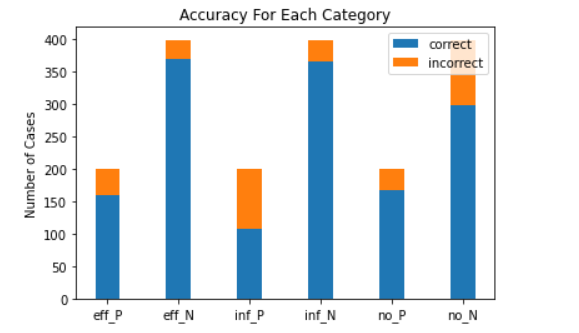 Accuracy For Each Category
correct
incorrect
Number of Cases
400
350
300
250
200
150
100
50
0
eff_P eff_N inf_P inf_N no_P no_N